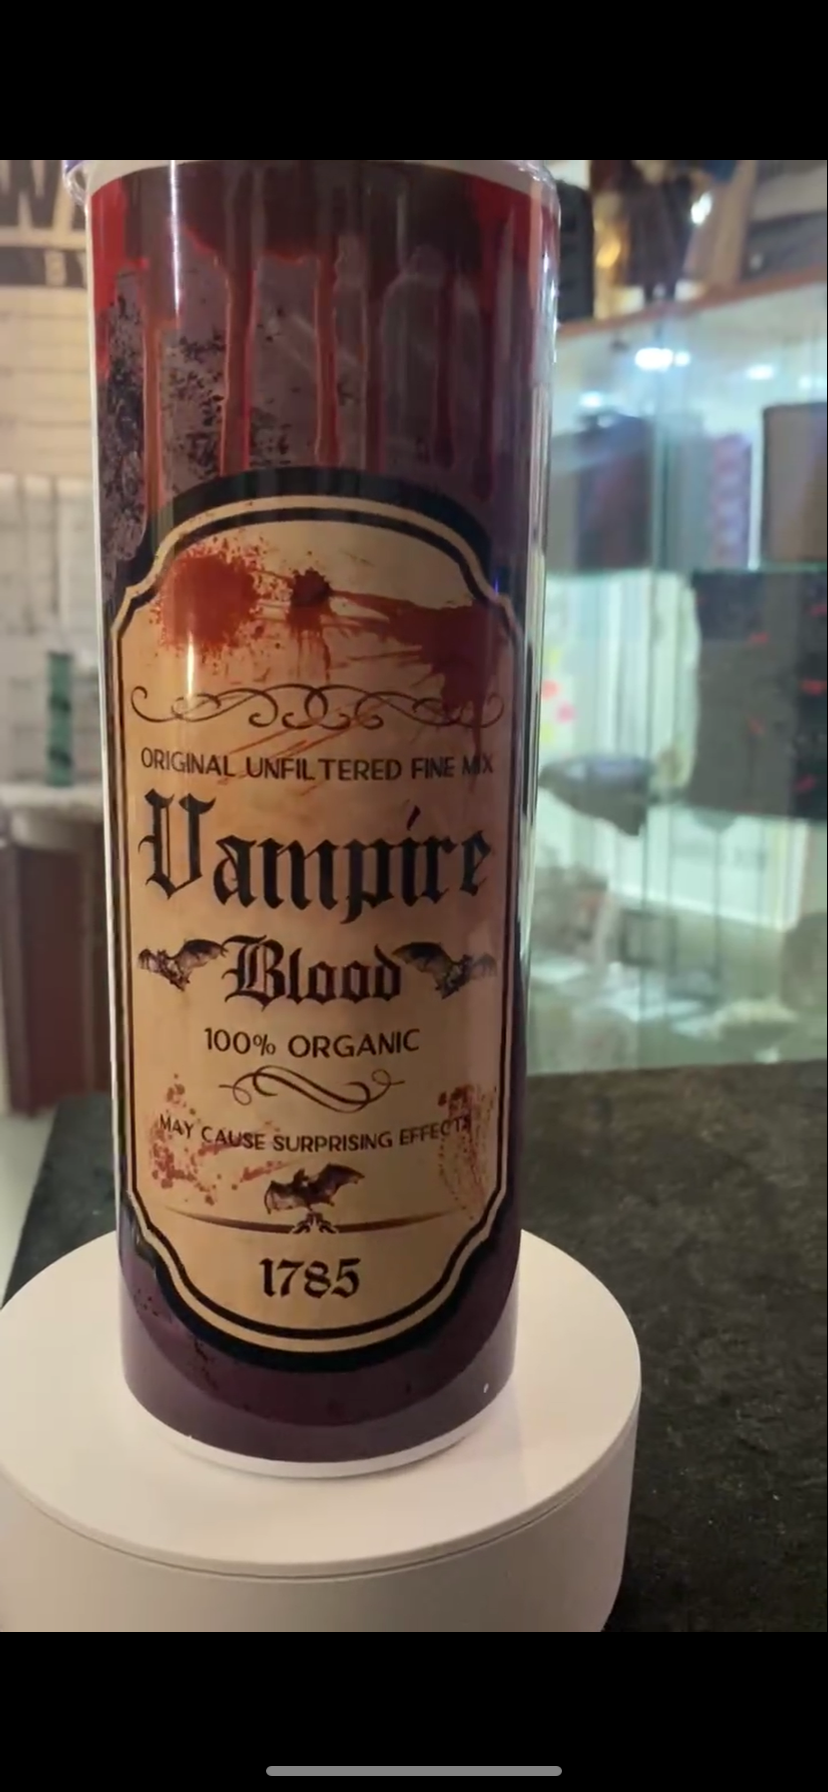 ORIGINAL UNFILTERED FINE MIX
Vampire
Blood
100% ORGANIC
MAY CAUSE SURPRISING EFFECTS
1785